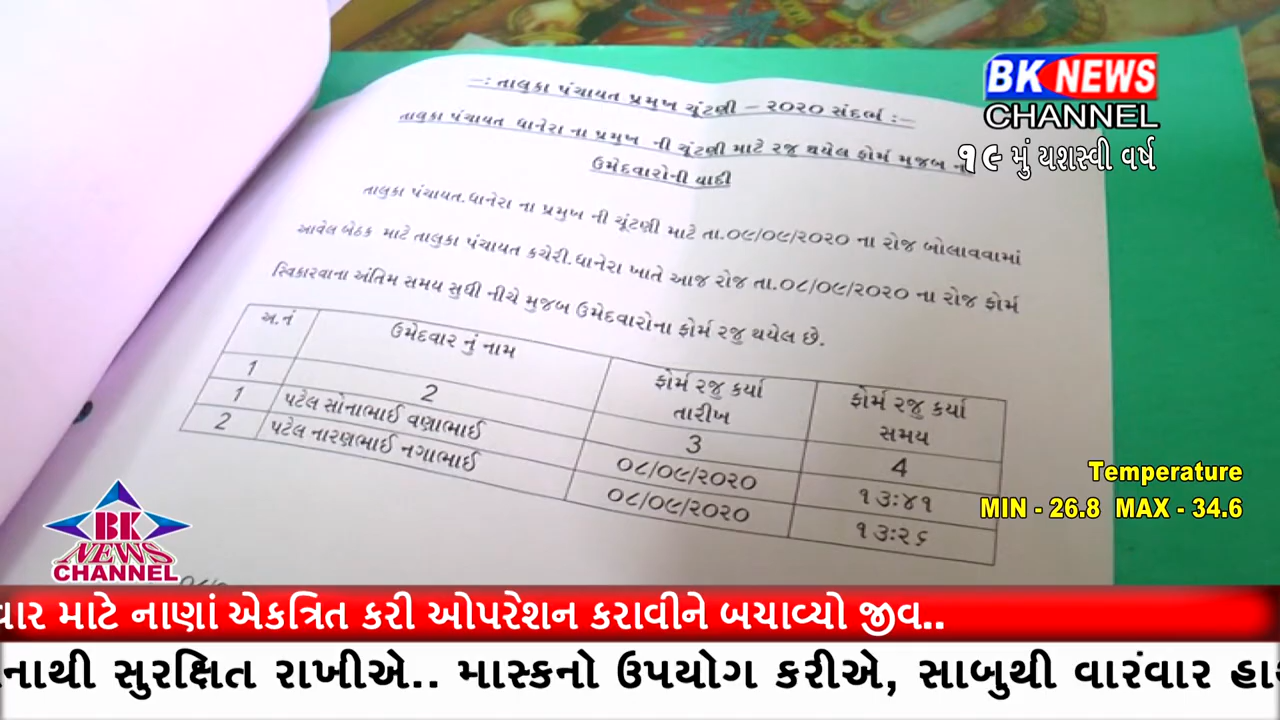 -: તાલુકા પંચાયત પ્રમુખ ચૂંટણી – ૨૦૨૦ સંદર્ભ :-
તાલુકા પંચાયત ધાનેરા ના પ્રમુખ ની ચૂંટણી માટે રજુ થયેલ ફોર્મ મુજબ ના
ઉમેદવારોની યાદી
તાલુકા પંચાયત.ધાનેરા ના પ્રમુખ ની ચૂંટણી માટે તા.૦૯/૦૯/૨૦૨૦ ના રોજ બોલાવવામાં
આવેલ બેઠક માટે તાલુકા પંચાયત કચેરી.ધાનેરા ખાતે આજ રોજ તા.૦૮/૦૯/૨૦૨૦ ના રોજ ફોર્મ
સ્વિકારવાના અંતિમ સમય સુધી નીચે મુજબ ઉમેદવારોના ફોર્મ રજુ થયેલ છે.
અ.નં ઉમેદવાર નું નામ ફોર્મ રજુ કર્યા તારીખ ફોર્મ રજુ કર્યા સમય
1 2 3 4
1 પટેલ સોનાભાઈ વણાભાઈ ૦૮/૦૯/૨૦૨૦ ૧૩:૪૧
2 પટેલ નારણભાઈ નગાભાઈ ૦૮/૦૯/૨૦૨૦ ૧૩:૨૬
BK NEWS
CHANNEL
૧૯ મું યશસ્વી વર્ષ
Temperature
MIN - 26.8 MAX - 34.6
BK
NEWS
CHANNEL
વાર માટે નાણાં એકત્રિત કરી ઓપરેશન કરાવીને બચાવ્યો જીવ..
નાથી સુરક્ષિત રાખીએ.. માસ્કનો ઉપયોગ કરીએ, સાબુથી વારંવાર